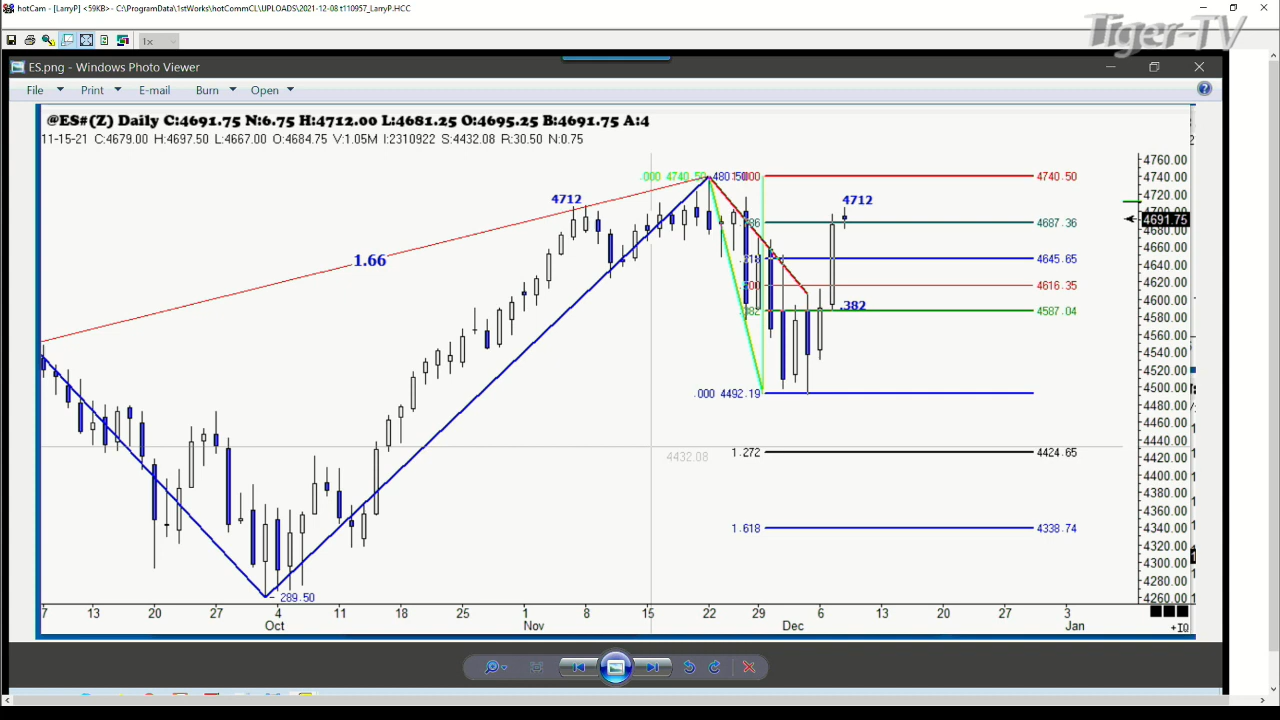 hotCam - [LarryP] <59KB>- C:\ProgramData\1stWorks\hotCommCL\UPLOADS\2021-12-08 t110957_LarryP.HCC
Tiger-TV
1x
ES.png - Windows Photo Viewer
File Print E-mail Burn Open
@ES#(Z) Daily C:4691.75 N:6.75 H:4712.00 L:4681.25 O:4695.25 B:4691.75 A:4
11-15-21 C:4679.00 H:4697.50 L:4667.00 O:4684.75 V:1.05M I:2310922 S:4432.08 R:30.50 N:0.75
4760.00
.000 4740.50 480.50 4740.50 4740.00
4712 4712 4720.00
4687.36 4691.75
4680.00
4660.00
1.66 4645.65
4640.00
4616.35 4620.00
.382 4600.00
4587.04 4580.00
4560.00
4540.00
4520.00
4500.00
.000 4492.19 4480.00
4460.00
4440.00
4432.08 1.272 4424.65 4420.00
4400.00
4380.00
4360.00
1.618 4338.74 4340.00
4320.00
4300.00
4280.00
289.50 4260.00
7 13 20 27 4 11 18 25 1 8 15 22 29 6 13 20 27 3
Oct Nov Dec Jan